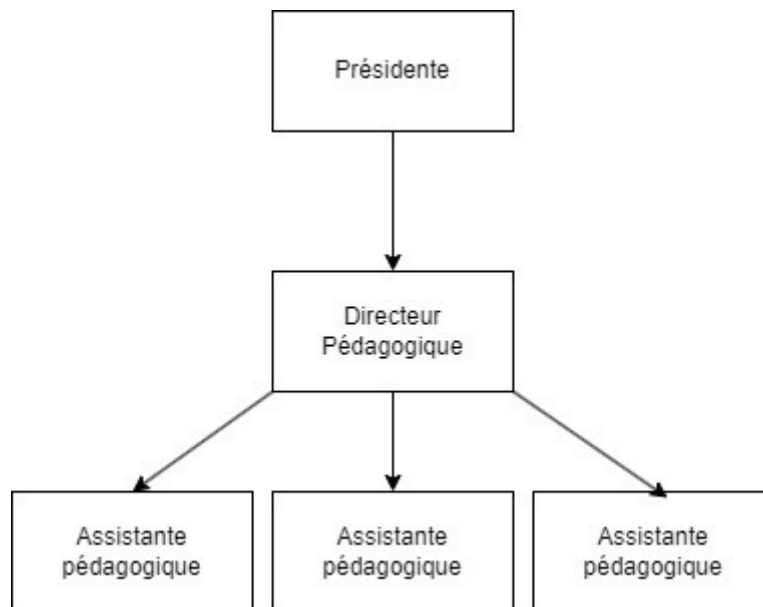 Présidente
Directeur
Pédagogique
Assistante
pédagogique
Assistante
pédagogique
Assistante
pédagogique